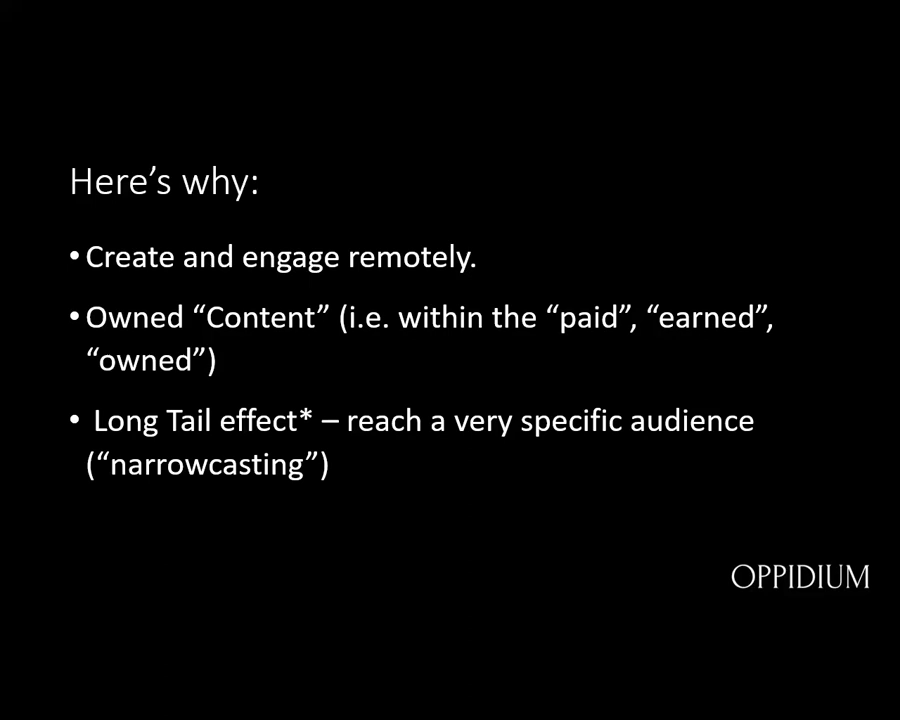 Here’s why:
• Create and engage remotely.
• Owned “Content” (i.e. within the “paid”, “earned”,
“owned”)
• Long Tail effect* – reach a very specific audience
(“narrowcasting”)
OPPIDIUM